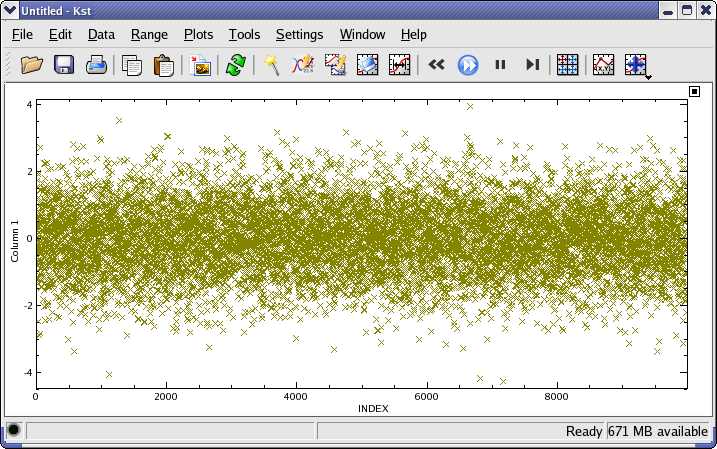 Untitled - Kst
File Edit Data Range Plots Tools Settings Window Help
4
2
0
-2
-4
Column 1
0 2000 4000 6000 8000
INDEX
Ready 671 MB available